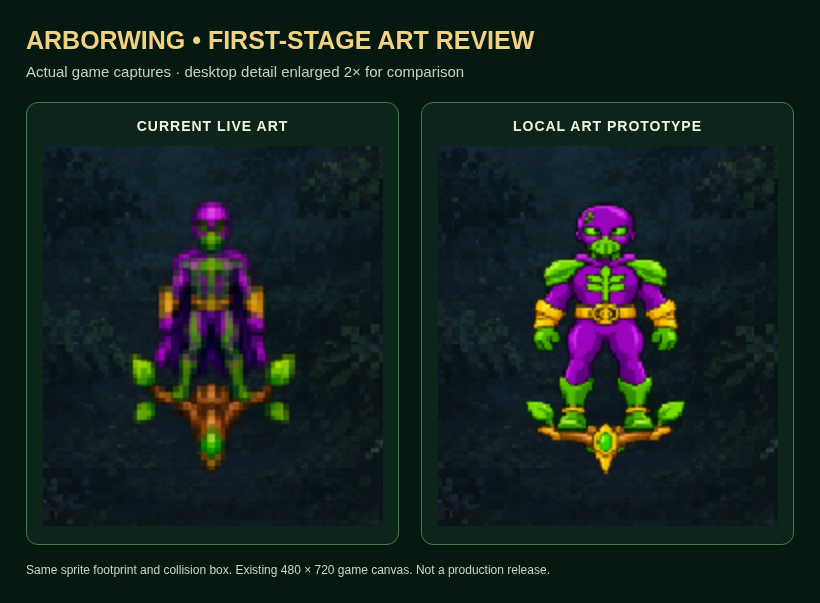 ARBORWING • FIRST-STAGE ART REVIEW
Actual game captures · desktop detail enlarged 2× for comparison
CURRENT LIVE ART
LOCAL ART PROTOTYPE
Same sprite footprint and collision box. Existing 480 × 720 game canvas. Not a production release.